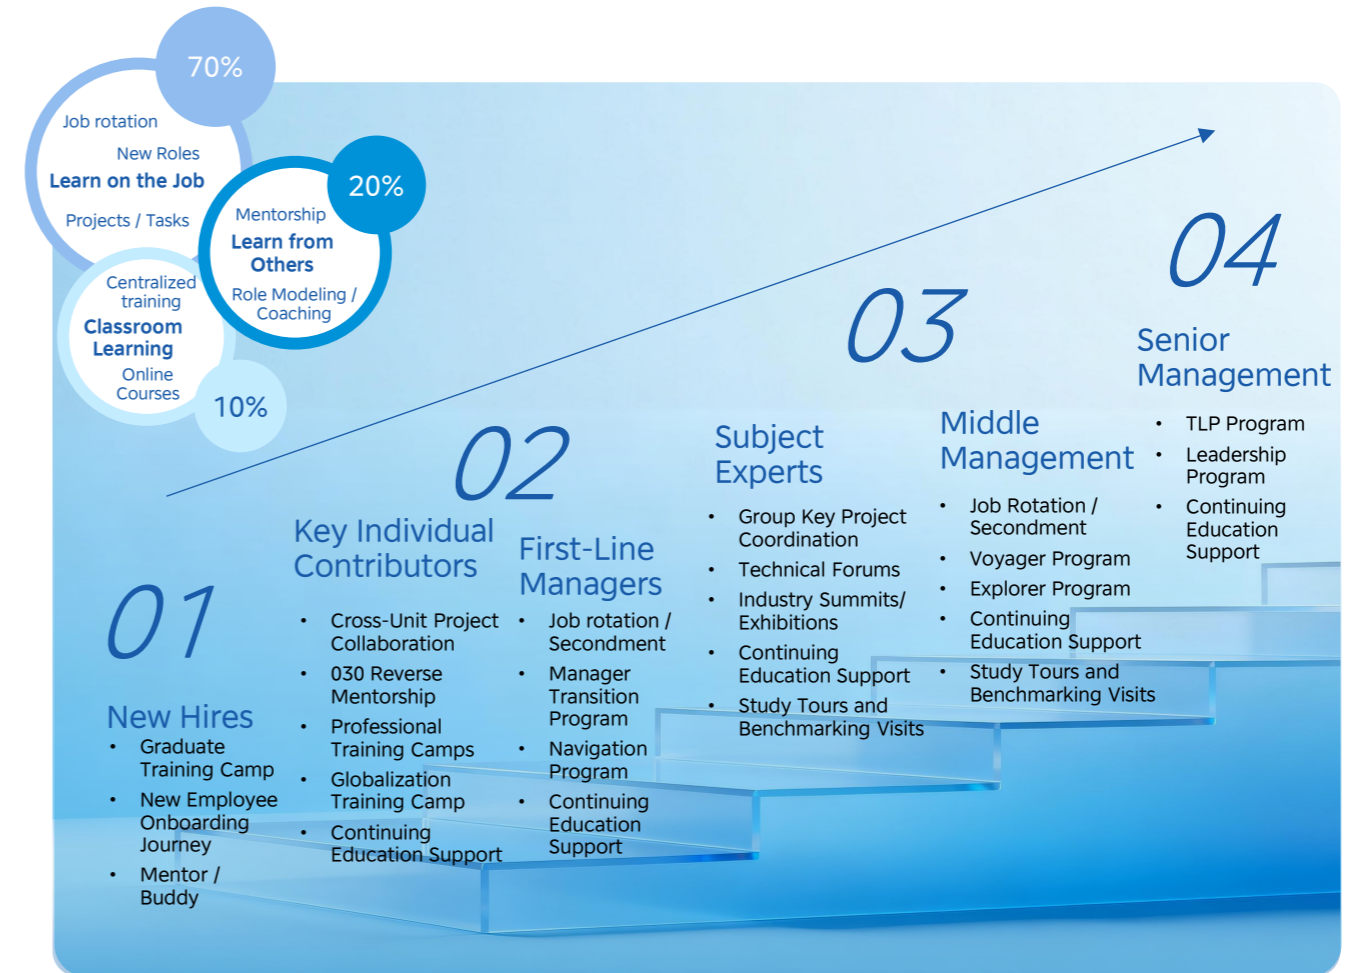 70%
Job rotation
New Roles
Learn on the Job
Projects / Tasks
20%
Mentorship
Learn from
Others
Role Modeling /
Coaching
Centralized
training
Classroom
Learning
Online
Courses
10%
01
New Hires
• Graduate
Training Camp
• New Employee
Onboarding
Journey
• Mentor /
Buddy
02
Key Individual
Contributors
• Cross-Unit Project
Collaboration
• 030 Reverse
Mentorship
• Professional
Training Camps
• Globalization
Training Camp
• Continuing
Education Support
First-Line
Managers
• Job rotation /
Secondment
• Manager
Transition
Program
• Navigation
Program
• Continuing
Education
Support
03
Subject
Experts
• Group Key Project
Coordination
• Technical Forums
• Industry Summits/
Exhibitions
• Continuing
Education Support
• Study Tours and
Benchmarking Visits
Middle
Management
• Job Rotation /
Secondment
• Voyager Program
• Explorer Program
• Continuing
Education Support
• Study Tours and
Benchmarking Visits
04
Senior
Management
• TLP Program
• Leadership
Program
• Continuing
Education
Support